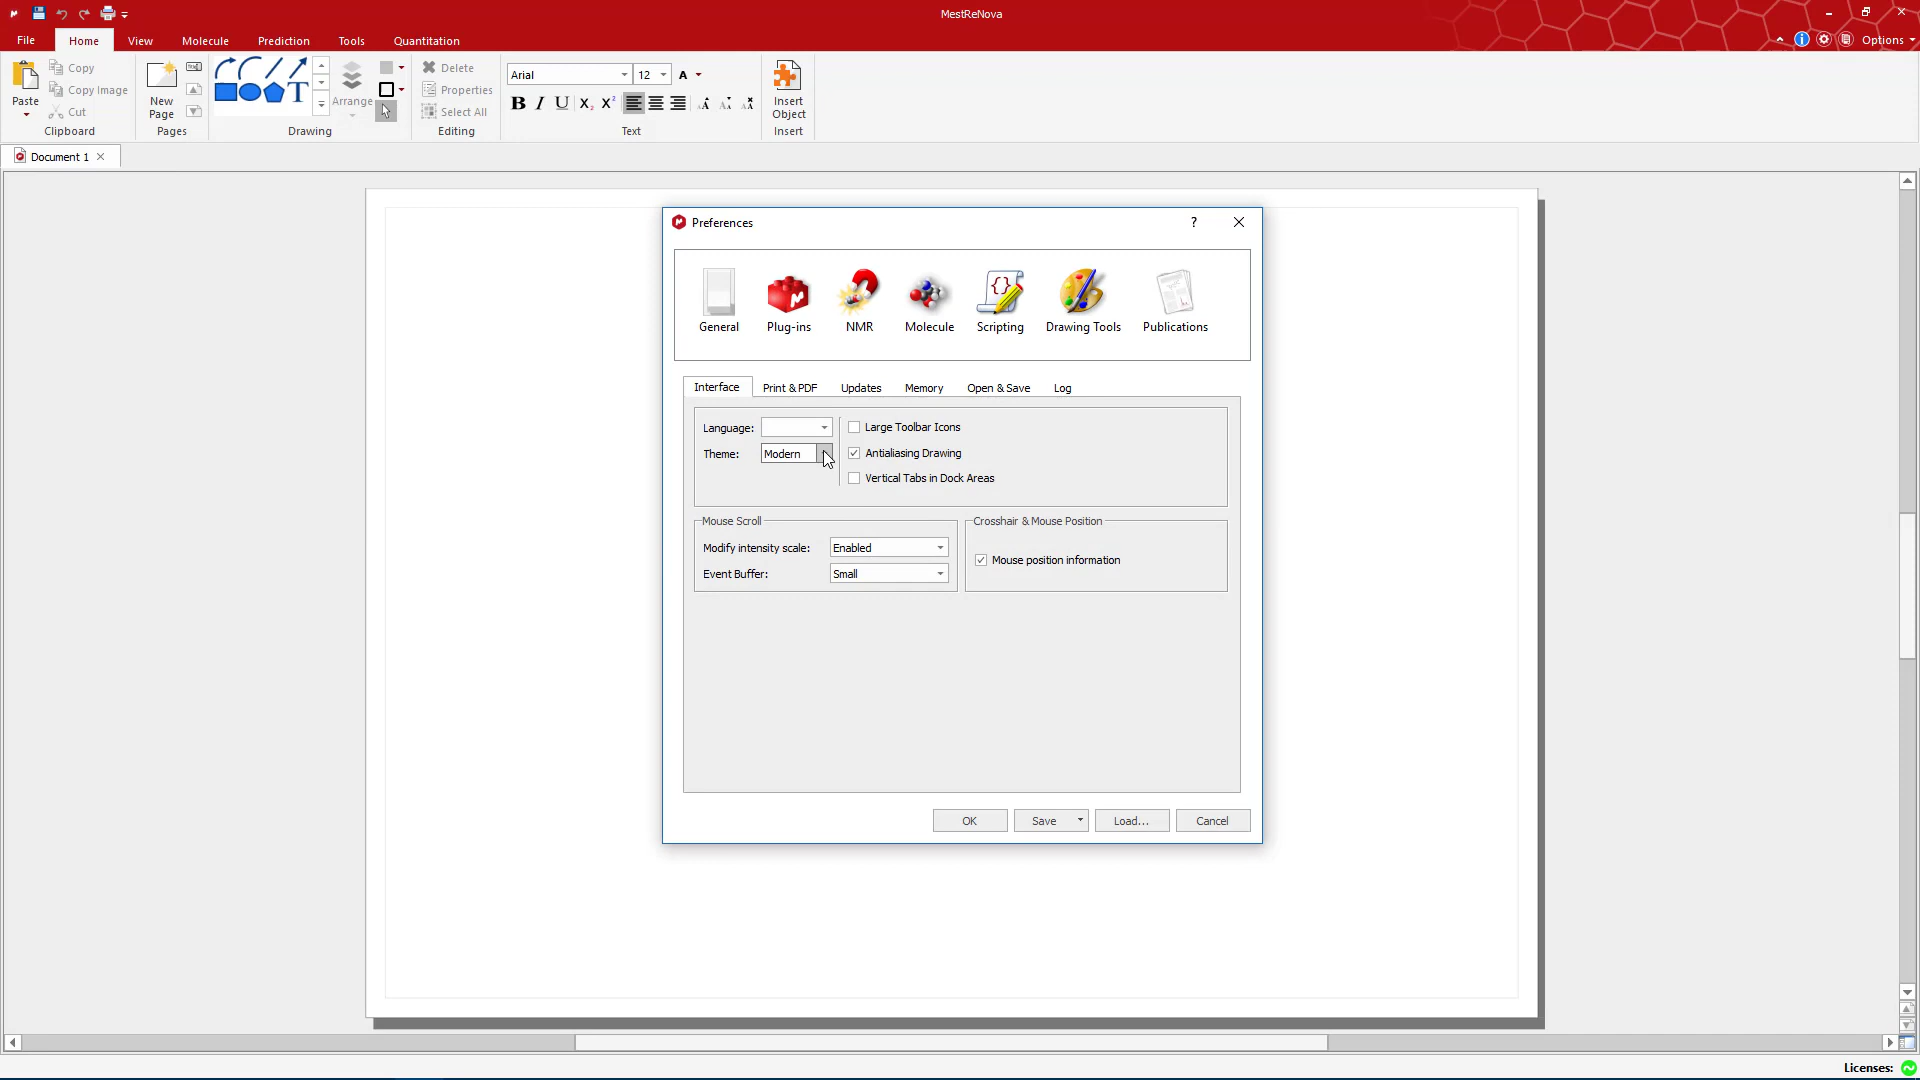 MestReNova
File Home View Molecule Prediction Tools Quantitation Options
Paste Copy Copy Image Cut
Clipboard
New Page
Pages
Arrange
Drawing
Delete Properties Select All
Editing
Arial 12 A
B I U X₂ X²
Text
Insert Object
Insert
Document 1
Preferences
General Plug-ins NMR Molecule Scripting Drawing Tools Publications
Interface Print & PDF Updates Memory Open & Save Log
Language: Large Toolbar Icons
Theme: Modern Antialiasing Drawing
Vertical Tabs in Dock Areas
Mouse Scroll Crosshair & Mouse Position
Modify intensity scale: Enabled
Mouse position information
Event Buffer: Small
OK Save Load... Cancel
Licenses: